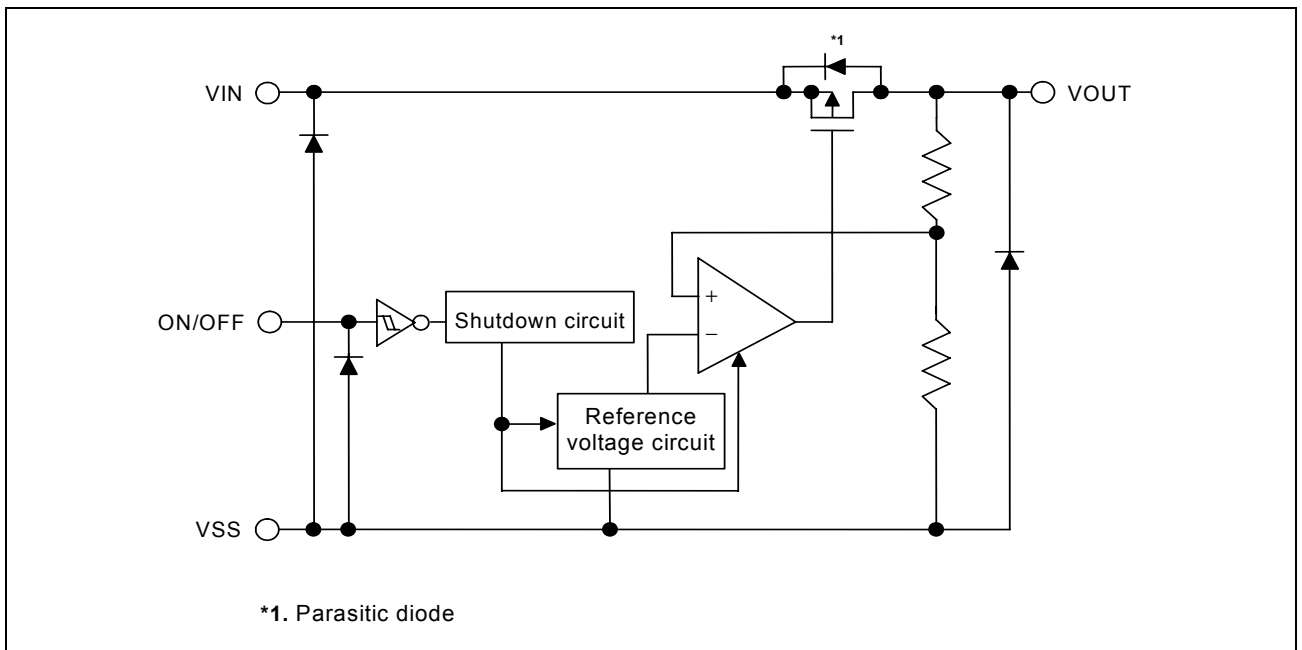 *1
VIN
VOUT
+
−
ON/OFF
Shutdown circuit
Reference
voltage circuit
VSS
*1. Parasitic diode